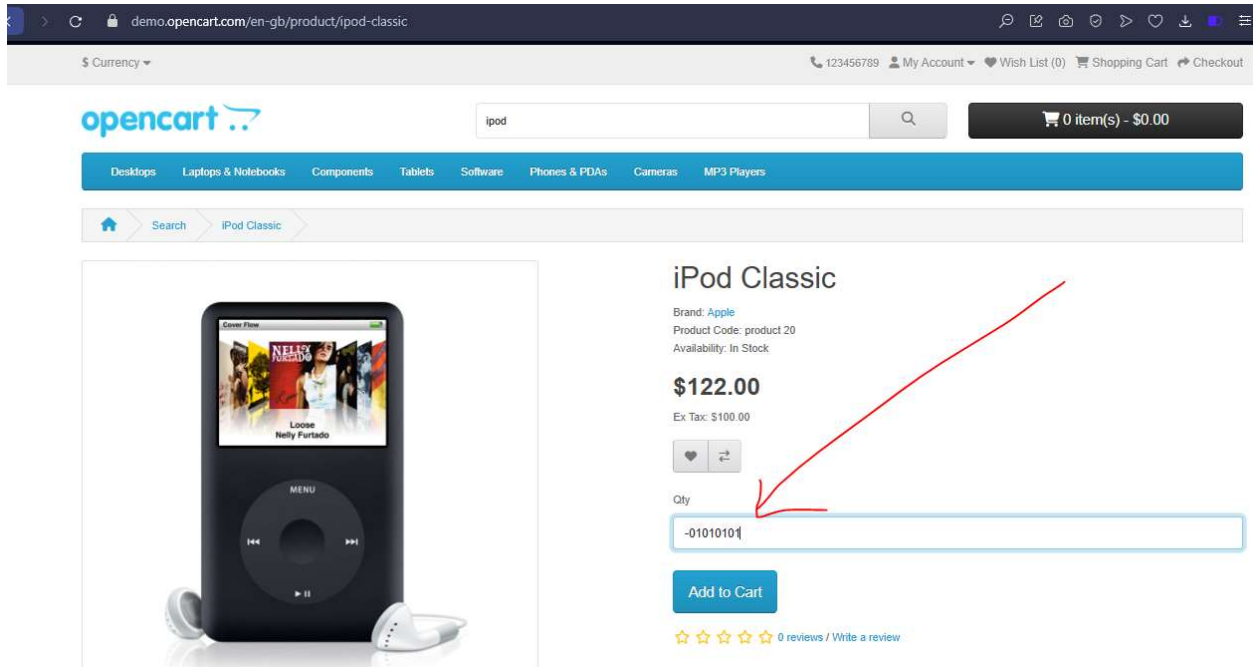 demo.opencart.com/en-gb/product/ipod-classic
$ Currency
123456789 My Account Wish List (0) Shopping Cart Checkout
opencart
ipod
0 item(s) - $0.00
Desktops Laptops & Notebooks Components Tablets Software Phones & PDAs Cameras MP3 Players
Search iPod Classic
iPod Classic
Brand: Apple
Product Code: product 20
Availability: In Stock
$122.00
Ex Tax: $100.00
Qty
-01010101
Add to Cart
0 reviews / Write a review
Cover Flow
NELLY
FURTADO
Loose
Nelly Furtado
MENU